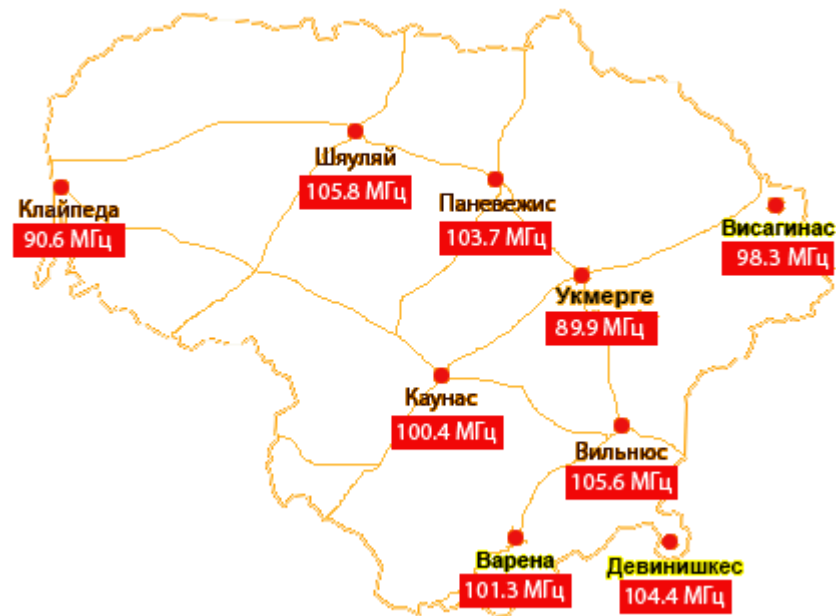 Шяуляй
105.8 МГц
Паневежис
103.7 МГц
Клайпеда
90.6 МГц
Висагинас
98.3 МГц
Укмерге
89.9 МГц
Каунас
100.4 МГц
Вильнюс
105.6 МГц
Варена
101.3 МГц
Девинишкес
104.4 МГц